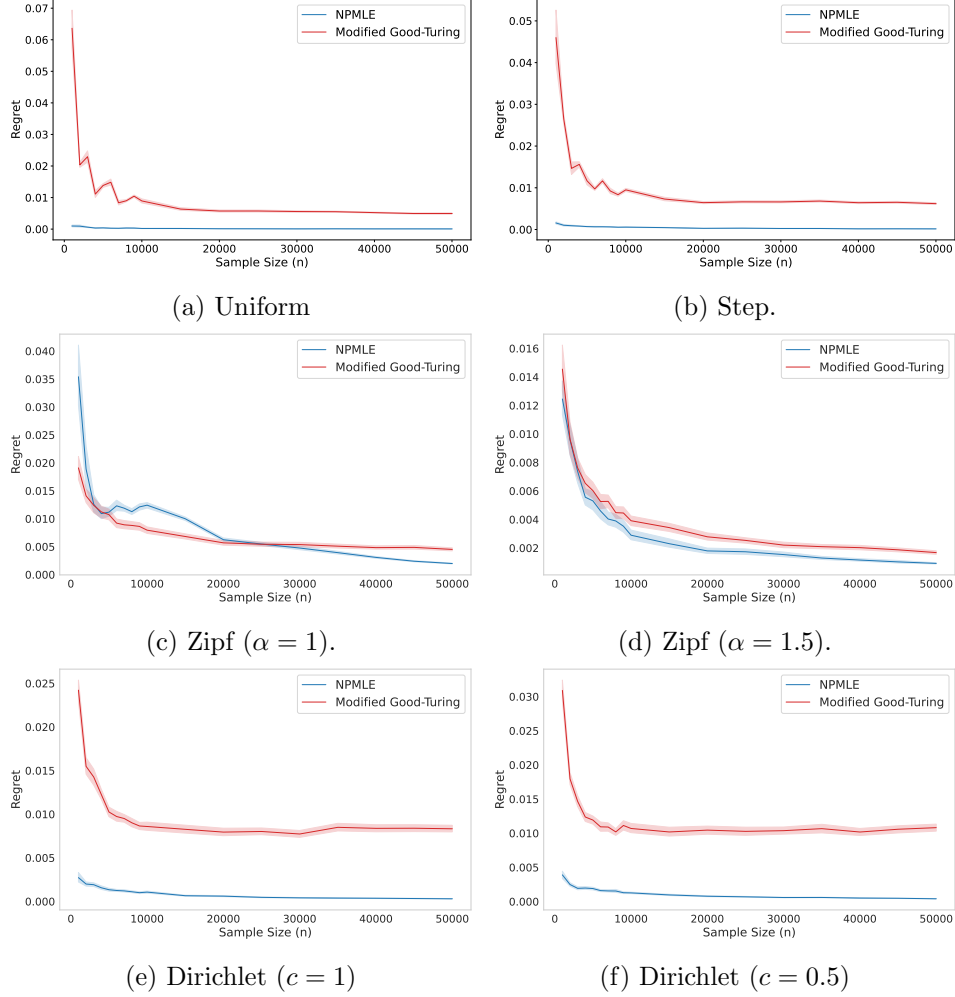 0.07
0.06
0.05
0.04
0.03
0.02
0.01
0.00
Regret
NPMLE
Modified Good-Turing
0 10000 20000 30000 40000 50000
Sample Size (n)
(a) Uniform
0.05
0.04
0.03
0.02
0.01
0.00
Regret
NPMLE
Modified Good-Turing
0 10000 20000 30000 40000 50000
Sample Size (n)
(b) Step.
0.040
0.035
0.030
0.025
0.020
0.015
0.010
0.005
0.000
Regret
NPMLE
Modified Good-Turing
0 10000 20000 30000 40000 50000
Sample Size (n)
(c) Zipf (α = 1).
0.016
0.014
0.012
0.010
0.008
0.006
0.004
0.002
Regret
NPMLE
Modified Good-Turing
0 10000 20000 30000 40000 50000
Sample Size (n)
(d) Zipf (α = 1.5).
0.025
0.020
0.015
0.010
0.005
0.000
Regret
NPMLE
Modified Good-Turing
0 10000 20000 30000 40000 50000
Sample Size (n)
(e) Dirichlet (c = 1)
0.030
0.025
0.020
0.015
0.010
0.005
0.000
Regret
NPMLE
Modified Good-Turing
0 10000 20000 30000 40000 50000
Sample Size (n)
(f) Dirichlet (c = 0.5)